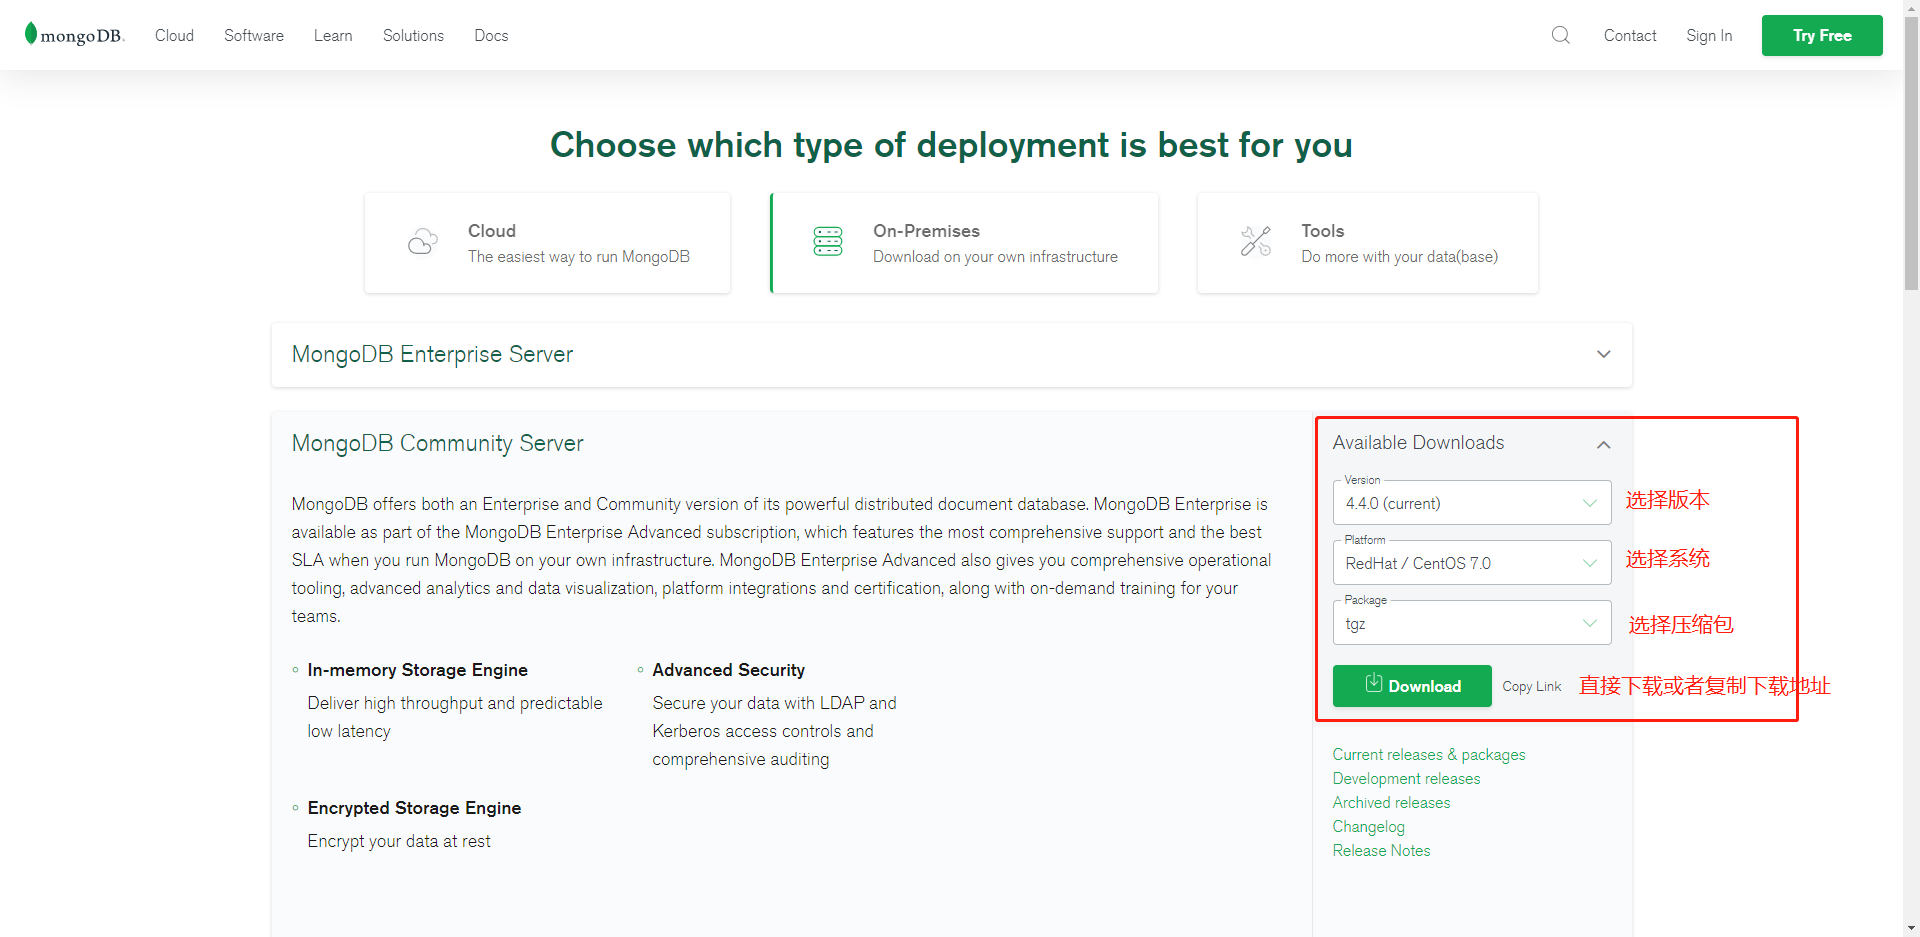 mongoDB. Cloud Software Learn Solutions Docs Contact Sign In Try Free
Choose which type of deployment is best for you
Cloud
The easiest way to run MongoDB
On-Premises
Download on your own infrastructure
Tools
Do more with your data(base)
MongoDB Enterprise Server
MongoDB Community Server
MongoDB offers both an Enterprise and Community version of its powerful distributed document database. MongoDB Enterprise is
available as part of the MongoDB Enterprise Advanced subscription, which features the most comprehensive support and the best
SLA when you run MongoDB on your own infrastructure. MongoDB Enterprise Advanced also gives you comprehensive operational
tooling, advanced analytics and data visualization, platform integrations and certification, along with on-demand training for your
teams.
In-memory Storage Engine
Deliver high throughput and predictable
low latency
Advanced Security
Secure your data with LDAP and
Kerberos access controls and
comprehensive auditing
Encrypted Storage Engine
Encrypt your data at rest
Available Downloads
Version
4.4.0 (current) 选择版本
Platform
RedHat / CentOS 7.0 选择系统
Package
tgz 选择压缩包
Download Copy Link 直接下载或者复制下载地址
Current releases & packages
Development releases
Archived releases
Changelog
Release Notes